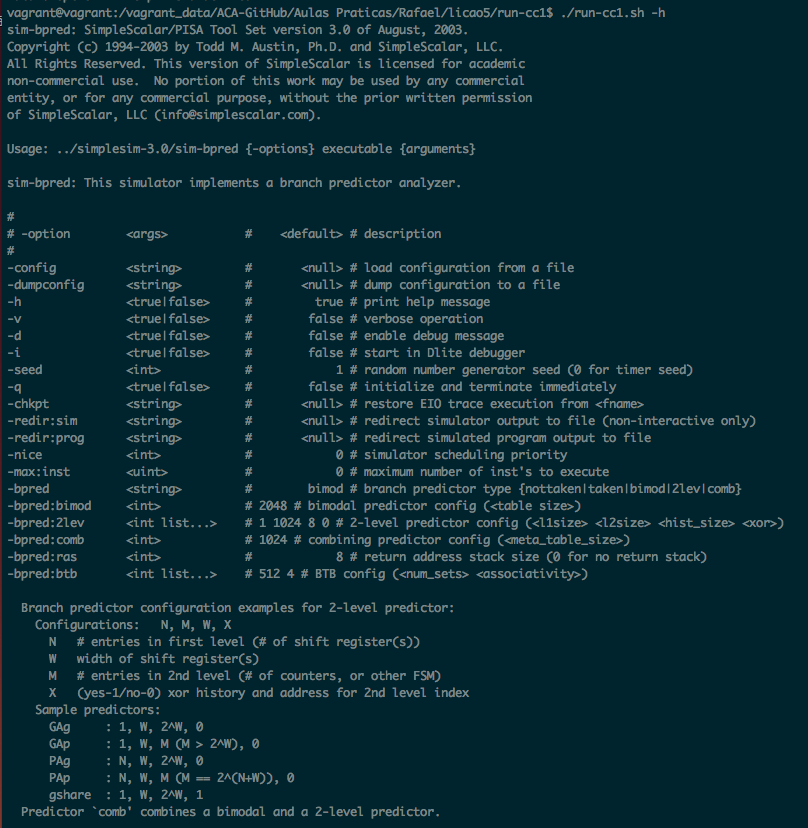 vagrant@vagrant:/vagrant_data/ACA-GitHub/Aulas Praticas/Rafael/licao5/run-cc1$ ./run-cc1.sh -h
sim-bpred: SimpleScalar/PISA Tool Set version 3.0 of August, 2003.
Copyright (c) 1994-2003 by Todd M. Austin, Ph.D. and SimpleScalar, LLC.
All Rights Reserved. This version of SimpleScalar is licensed for academic
non-commercial use.  No portion of this work may be used by any commercial
entity, or for any commercial purpose, without the prior written permission
of SimpleScalar, LLC (info@simplescalar.com).

Usage: ../simplesim-3.0/sim-bpred {-options} executable {arguments}

sim-bpred: This simulator implements a branch predictor analyzer.

#
# -option        <args>           #    <default> # description
#
-config          <string>         #       <null> # load configuration from a file
-dumpconfig      <string>         #       <null> # dump configuration to a file
-h               <true|false>     #         true # print help message
-v               <true|false>     #        false # verbose operation
-d               <true|false>     #        false # enable debug message
-i               <true|false>     #        false # start in Dlite debugger
-seed            <int>            #            1 # random number generator seed (0 for timer seed)
-q               <true|false>     #        false # initialize and terminate immediately
-chkpt           <string>         #       <null> # restore EIO trace execution from <fname>
-redir:sim       <string>         #       <null> # redirect simulator output to file (non-interactive only)
-redir:prog      <string>         #       <null> # redirect simulated program output to file
-nice            <int>            #            0 # simulator scheduling priority
-max:inst        <uint>           #            0 # maximum number of inst's to execute
-bpred           <string>         #        bimod # branch predictor type {nottaken|taken|bimod|2lev|comb}
-bpred:bimod     <int>            # 2048 # bimodal predictor config (<table size>)
-bpred:2lev      <int list...>    # 1 1024 8 0 # 2-level predictor config (<l1size> <l2size> <hist_size> <xor>)
-bpred:comb      <int>            # 1024 # combining predictor config (<meta_table_size>)
-bpred:ras       <int>            #            8 # return address stack size (0 for no return stack)
-bpred:btb       <int list...>    # 512 4 # BTB config (<num_sets> <associativity>)

  Branch predictor configuration examples for 2-level predictor:
    Configurations:   N, M, W, X
      N   # entries in first level (# of shift register(s))
      W   width of shift register(s)
      M   # entries in 2nd level (# of counters, or other FSM)
      X   (yes-1/no-0) xor history and address for 2nd level index
    Sample predictors:
      GAg     : 1, W, 2^W, 0
      GAp     : 1, W, M (M > 2^W), 0
      PAg     : N, W, 2^W, 0
      PAp     : N, W, M (M == 2^(N+W)), 0
      gshare  : 1, W, 2^W, 1
  Predictor `comb' combines a bimodal and a 2-level predictor.